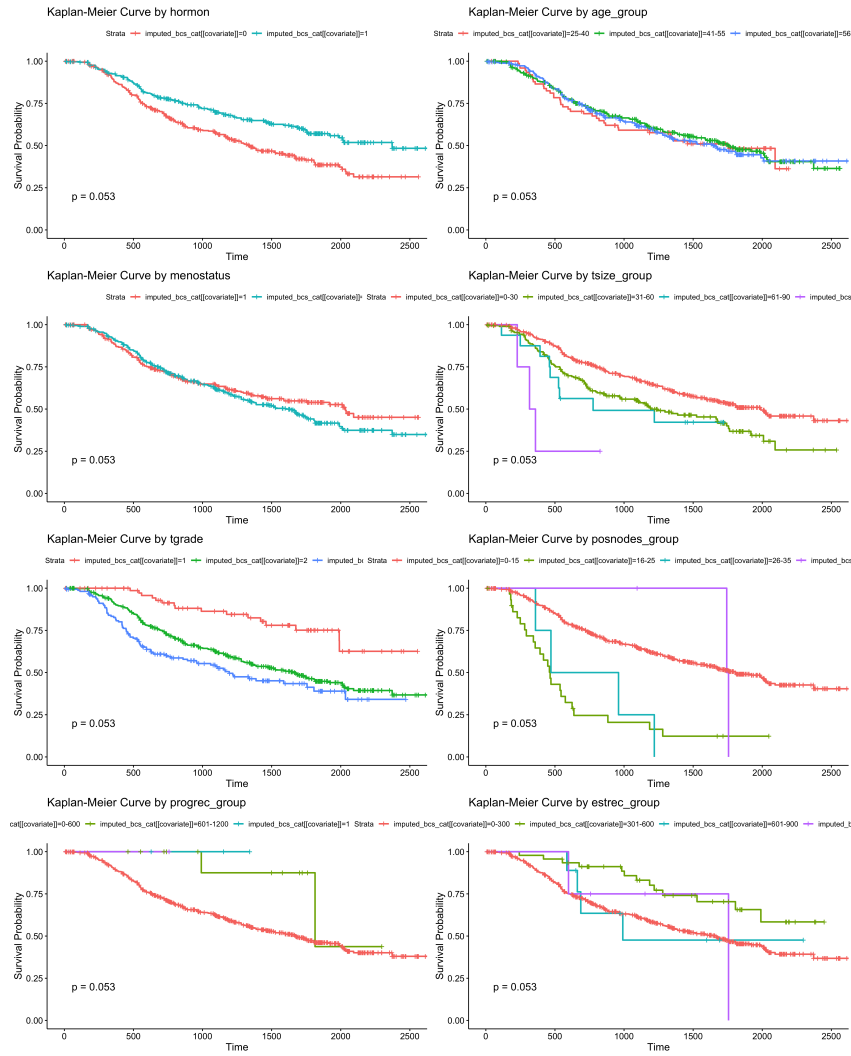 Kaplan-Meier Curve by hormon
Strata imputed_bcs_cat[[covariate]=0 imputed_bcs_cat[[covariate]=1
Survival Probability
1.00
0.75
0.50
0.25
0.00
p = 0.053
0 500 1000 1500 2000 2500
Time
Kaplan-Meier Curve by age_group
Strata imputed_bcs_cat[[covariate]=25-40 imputed_bcs_cat[[covariate]=41-55 imputed_bcs_cat[[covariate]=56
Survival Probability
1.00
0.75
0.50
0.25
0.00
p = 0.053
0 500 1000 1500 2000 2500
Time
Kaplan-Meier Curve by menostatus
Strata imputed_bcs_cat[[covariate]=1 imputed_bcs_cat[[covariate]
Survival Probability
1.00
0.75
0.50
0.25
0.00
p = 0.053
0 500 1000 1500 2000 2500
Time
Kaplan-Meier Curve by tsize_group
Strata imputed_bcs_cat[[covariate]=0-30 imputed_bcs_cat[[covariate]=31-60 imputed_bcs_cat[[covariate]=61-90 imputed_bcs
Survival Probability
1.00
0.75
0.50
0.25
0.00
p = 0.053
0 500 1000 1500 2000 2500
Time
Kaplan-Meier Curve by tgrade
Strata imputed_bcs_cat[[covariate]=1 imputed_bcs_cat[[covariate]=2 imputed_b
Survival Probability
1.00
0.75
0.50
0.25
0.00
p = 0.053
0 500 1000 1500 2000 2500
Time
Kaplan-Meier Curve by posnodes_group
Strata imputed_bcs_cat[[covariate]=0-15 imputed_bcs_cat[[covariate]=16-25 imputed_bcs_cat[[covariate]=26-35 imputed_bcs
Survival Probability
1.00
0.75
0.50
0.25
0.00
p = 0.053
0 500 1000 1500 2000 2500
Time
Kaplan-Meier Curve by progrec_group
cat[[covariate]=0-600 imputed_bcs_cat[[covariate]=601-1200 imputed_bcs_cat[[covariate]=1
Survival Probability
1.00
0.75
0.50
0.25
0.00
p = 0.053
0 500 1000 1500 2000 2500
Time
Kaplan-Meier Curve by estrec_group
Strata imputed_bcs_cat[[covariate]=0-300 imputed_bcs_cat[[covariate]=301-600 imputed_bcs_cat[[covariate]=601-900 imputed_b
Survival Probability
1.00
0.75
0.50
0.25
0.00
p = 0.053
0 500 1000 1500 2000 2500
Time